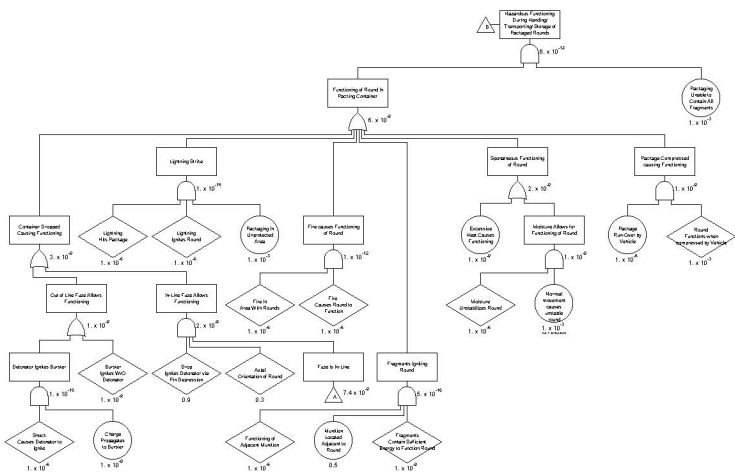 Hazardous Functioning
During Handling/
Transporting/Storage of
Packaged Rounds
B
6. x 10 -12
Functioning of Round In
Packing Container
6. x 10 -9
Packaging
Unable to
Contain All
Fragments
1. x 10 -3
Lightning Strike
1. x 10 -15
Spontaneous Functioning
of Round
2. x 10 -9
Package Compressed
causing Functioning
1. x 10 -9
Container Dropped
Causing Functioning
3. x 10 -9
Lightning
Hits Package
1. x 10 -6
Lightning
Ignites Round
1. x 10 -6
Packaging In
Unprotected
Area
1. x 10 -3
Fire causes Functioning
of Round
1. x 10 -12
Excessive
Heat Causes
Functioning
1. x 10 -9
Moisture Allows for
Functioning of Round
1. x 10 -9
Package
Run-Over by
Vehicle
1. x 10 -6
Round
Functions when
compressed by Vehicle
1. x 10 -3
Out of Line Fuze Allows
Functioning
1. x 10 -9
In-Line Fuze Allows
Functioning
2. x 10 -9
Fire In
Area With Rounds
1. x 10 -6
Fire
Causes Round to
Function
1. x 10 -6
Moisture
Unstabilizes Round
1. x 10 -6
Normal
movement
causes
unstable
round
1. x 10 -3
Detonator Ignites Burster
1. x 10 -15
Burster
Ignites W/O
Detonator
1. x 10 -9
Drop
Ignites Detonator via
Pin Depression
0.9
Axial
Orientation of Round
0.3
Fuze is In-Line
A
7.4 x 10 -9
Fragments Igniting
Round
5. x 10 -16
Shock
Causes Detonator to
Ignite
1. x 10 -6
Charge
Propagates
to Burster
1. x 10 -9
Functioning of
Adjacent Munition
1. x 10 -6
Munition
Located
Adjacent to
Round
0.5
Fragments
Contain Sufficient
Energy to Function Round
1. x 10 -9